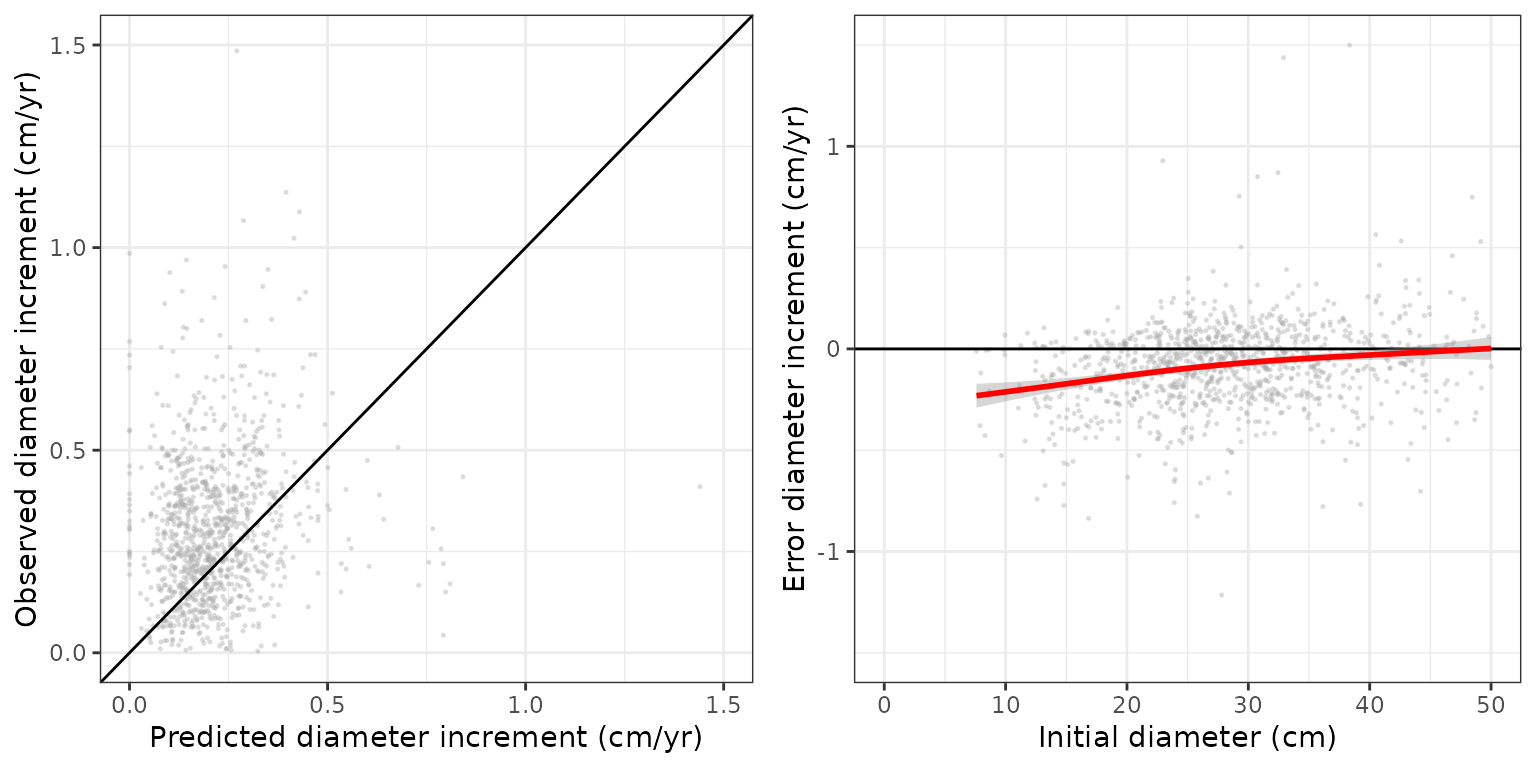 Observed diameter increment (cm/yr)
1.5
1.0
0.5
0.0
0.0 0.5 1.0 1.5
Predicted diameter increment (cm/yr)
Error diameter increment (cm/yr)
1
0
-1
0 10 20 30 40 50
Initial diameter (cm)